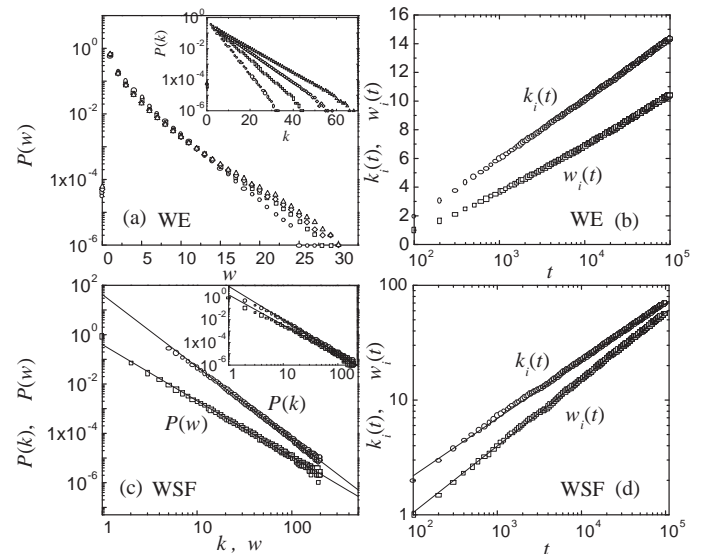 10^0
10^-2
1x10^-4
10^-6
P(w)
0 5 10 15 20 25 30
w
(a) WE
10^0
10^-2
1x10^-4
10^-6
P(k)
0 20 40 60
k
16
14
12
10
8
6
4
2
0
k_i(t), w_i(t)
k_i(t)
w_i(t)
WE (b)
10^2 10^3 10^4 10^5
t
10^2
10^0
10^-2
1x10^-4
10^-6
P(k), P(w)
P(k)
P(w)
(c) WSF
1 10 100
k , w
10^0
10^-2
10^-4
10^-6
1 10 100
100
10
1
k_i(t), w_i(t)
k_i(t)
w_i(t)
WSF (d)
10^2 10^3 10^4 10^5
t